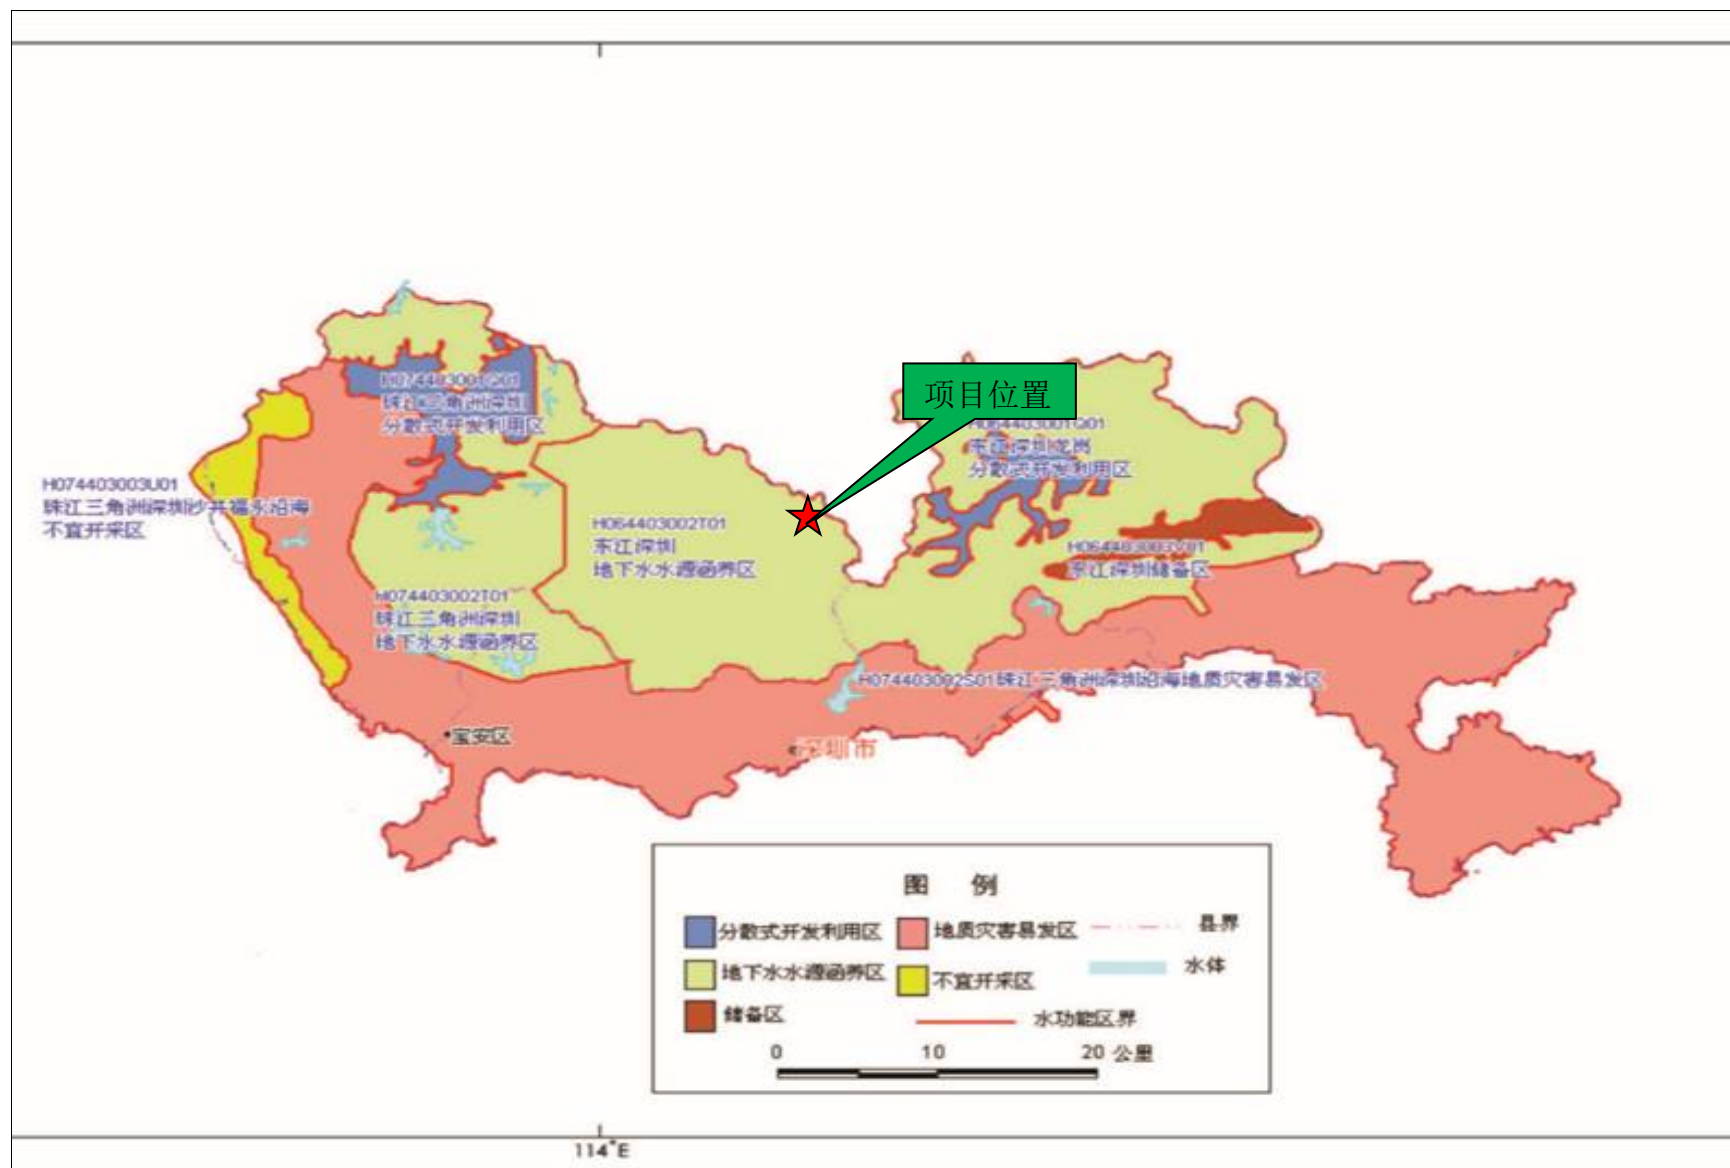 项目位置
H074403001Q01
珠江三角洲深圳
分散式开发利用区
H064403001Q01
东江深圳龙岗
分散式开发利用区
H074403003U01
珠江三角洲深圳沙井福永沿海
不宜开采区
H064403002T01
东江深圳
地下水水源涵养区
H064403003V01
东江深圳储备区
H074403002T01
珠江三角洲深圳
地下水水源涵养区
H074403002S01珠江三角洲深圳沿海地质灾害易发区
宝安区
深圳市
图 例
分散式开发利用区
地质灾害易发区
县界
地下水水源涵养区
不宜开采区
水体
储备区
水功能区界
0 10 20 公里
114°E